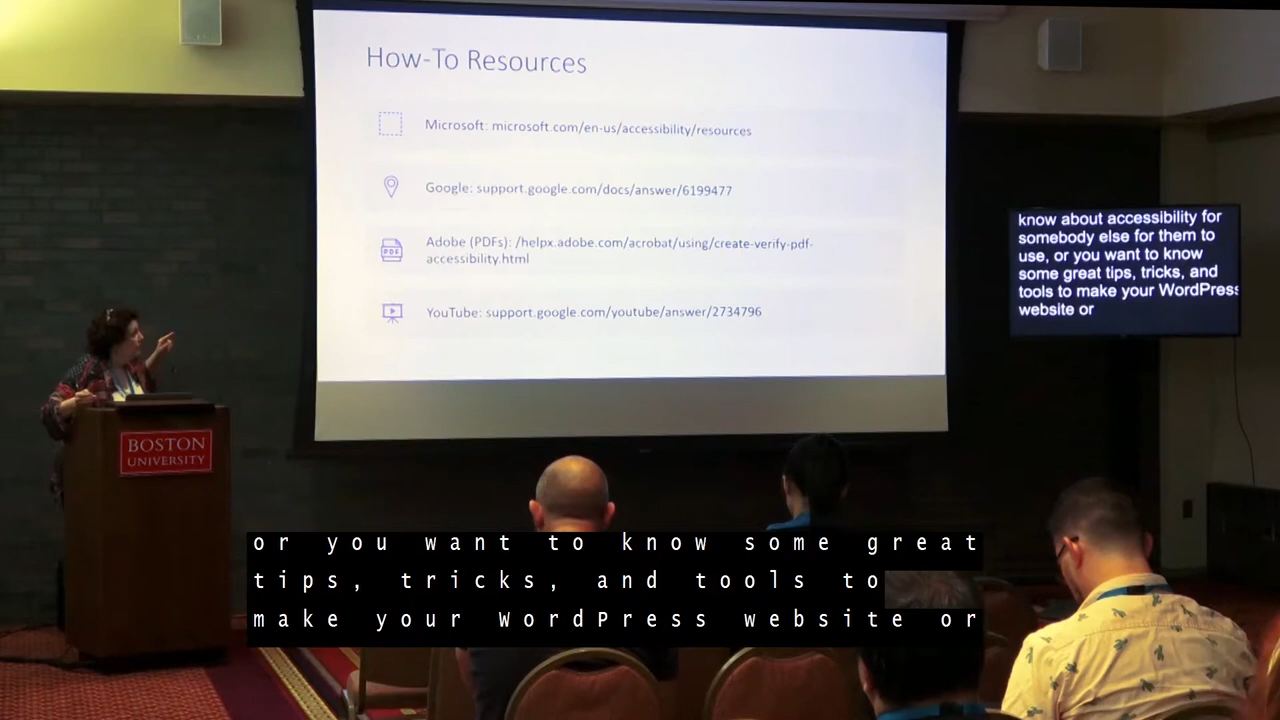 How-To Resources
Microsoft: microsoft.com/en-us/accessibility/resources
Google: support.google.com/docs/answer/6199477
PDF
Adobe (PDFs): /helpx.adobe.com/acrobat/using/create-verify-pdf-
accessibility.html
YouTube: support.google.com/youtube/answer/2734796
know about accessibility for
somebody else for them to
use, or you want to know
some great tips, tricks, and
tools to make your WordPress
website or
BOSTON
UNIVERSITY
or you want to know some great
tips, tricks, and tools to
make your WordPress website or